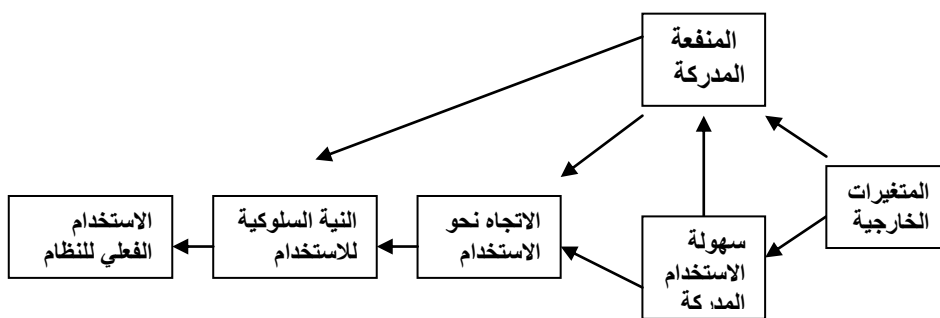 المنفعة
المدركة
المتغيرات
الخارجية
سهولة
الاستخدام
المدركة
الاتجاه نحو
الاستخدام
النية السلوكية
للاستخدام
الاستخدام
الفعلي للنظام